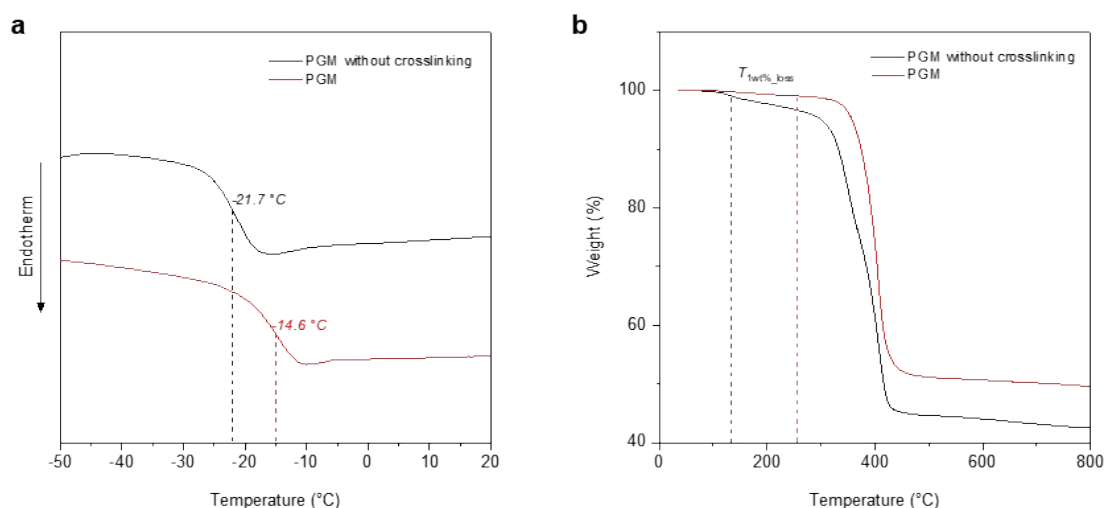 a
PGM without crosslinking
PGM
-21.7 °C
-14.6 °C
Endotherm
-50 -40 -30 -20 -10 0 10 20
Temperature (°C)
b
PGM without crosslinking
PGM
T1wt%_loss
100
80
60
40
Weight (%)
0 200 400 600 800
Temperature (°C)